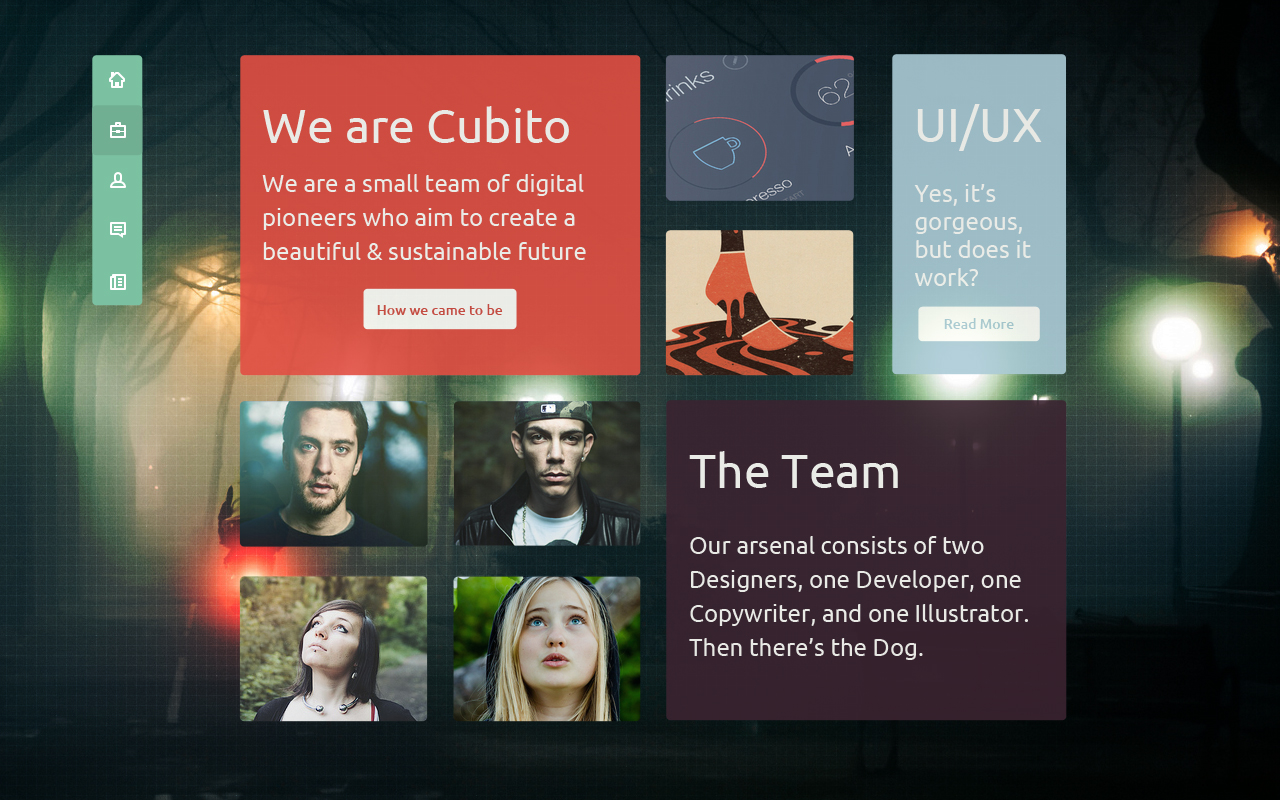 We are Cubito
We are a small team of digital
pioneers who aim to create a
beautiful & sustainable future
How we came to be
rinks
62
resso
UI/UX
Yes, it’s
gorgeous,
but does it
work?
Read More
The Team
Our arsenal consists of two
Designers, one Developer, one
Copywriter, and one Illustrator.
Then there’s the Dog.